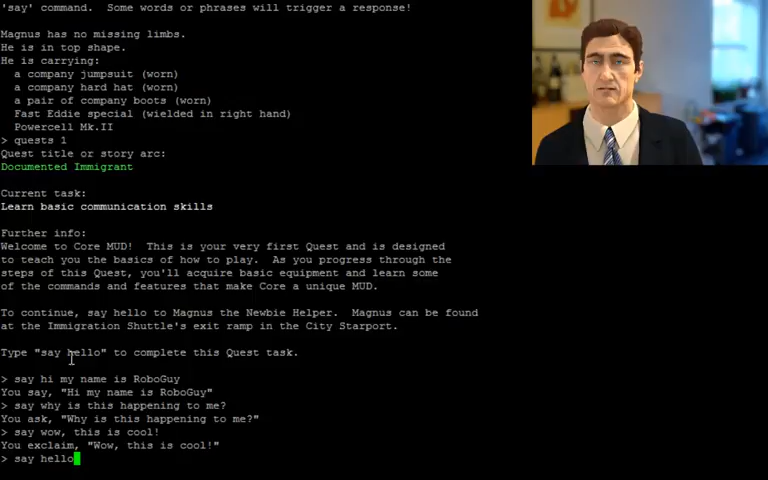 'say' command.  Some words or phrases will trigger a response!
Magnus has no missing limbs.
He is in top shape.
He is carrying:
a company jumpsuit (worn)
a company hard hat (worn)
a pair of company boots (worn)
Fast Eddie special (wielded in right hand)
Powercell Mk.II
> quests 1
Quest title or story arc:
Documented Immigrant
Current task:
Learn basic communication skills
Further info:
Welcome to Core MUD!  This is your very first Quest and is designed
to teach you the basics of how to play.  As you progress through the
steps of this Quest, you'll acquire basic equipment and learn some
of the commands and features that make Core a unique MUD.
To continue, say hello to Magnus the Newbie Helper.  Magnus can be found
at the Immigration Shuttle's exit ramp in the City Starport.
Type "say hello" to complete this Quest task.
> say hi my name is RoboGuy
You say, "Hi my name is RoboGuy"
> say why is this happening to me?
You ask, "Why is this happening to me?"
> say wow, this is cool!
You exclaim, "Wow, this is cool!"
> say hello